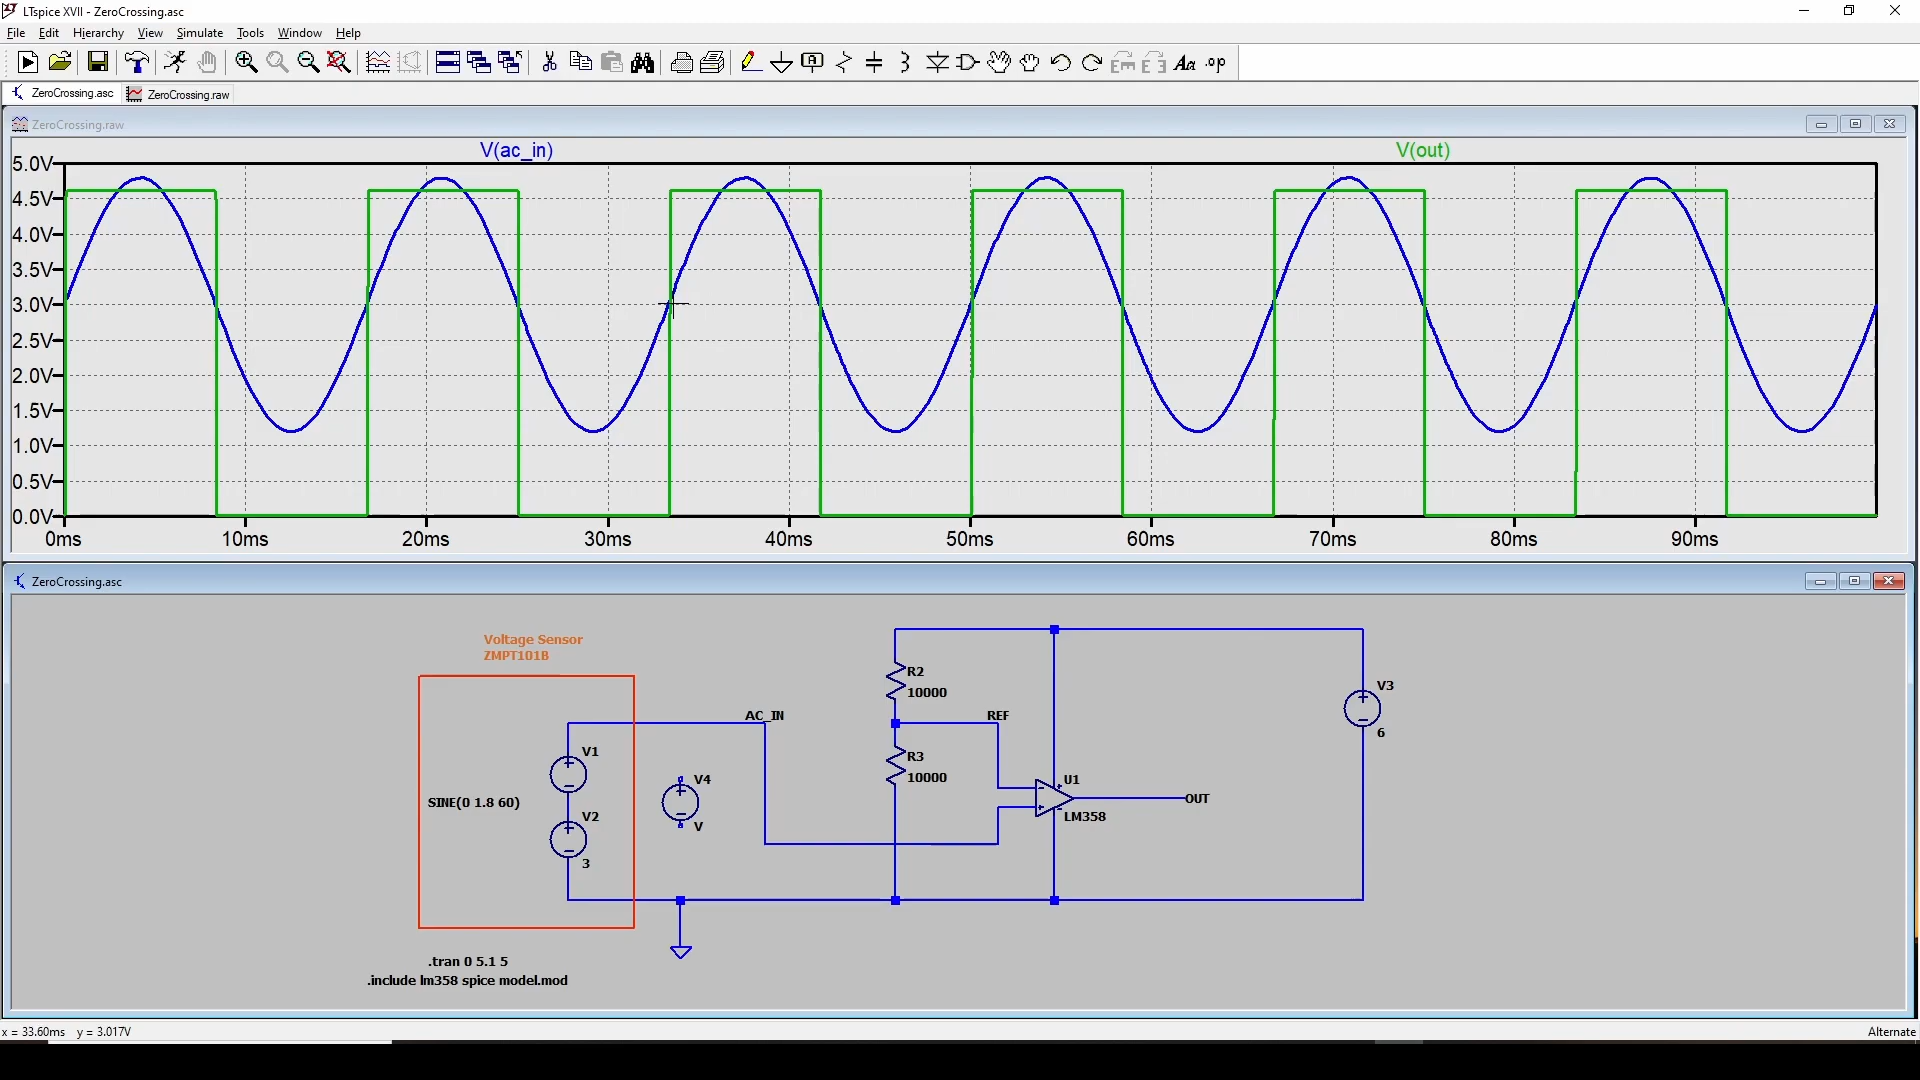 LTspice XVII - ZeroCrossing.asc
File Edit Hierarchy View Simulate Tools Window Help
A Aa .op
ZeroCrossing.asc ZeroCrossing.raw
ZeroCrossing.raw
V(ac_in) V(out)
5.0V
4.5V
4.0V
3.5V
3.0V
2.5V
2.0V
1.5V
1.0V
0.5V
0.0V
0ms 10ms 20ms 30ms 40ms 50ms 60ms 70ms 80ms 90ms
ZeroCrossing.asc
Voltage Sensor
ZMPT101B
R2
10000
V3
6
AC_IN
REF
V1
R3
10000
V4
V
U1
LM358
OUT
SINE(0 1.8 60)
V2
3
.tran 0 5.1 5
.include lm358 spice model.mod
x = 33.60ms y = 3.017V
Alternate